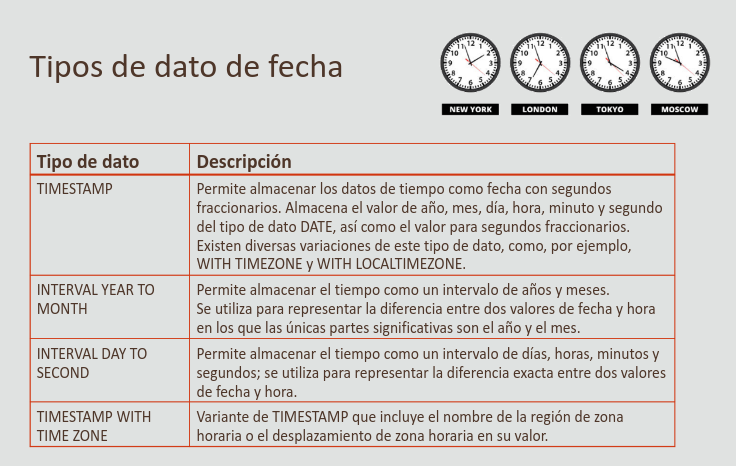 Tipos de dato de fecha
NEW YORK
LONDON
TOKYO
MOSCOW
Tipo de dato
Descripción
TIMESTAMP
Permite almacenar los datos de tiempo como fecha con segundos
fraccionarios. Almacena el valor de año, mes, día, hora, minuto y segundo
del tipo de dato DATE, así como el valor para segundos fraccionarios.
Existen diversas variaciones de este tipo de dato, como, por ejemplo,
WITH TIMEZONE y WITH LOCALTIMEZONE.
INTERVAL YEAR TO
MONTH
Permite almacenar el tiempo como un intervalo de años y meses.
Se utiliza para representar la diferencia entre dos valores de fecha y hora
en los que las únicas partes significativas son el año y el mes.
INTERVAL DAY TO
SECOND
Permite almacenar el tiempo como un intervalo de días, horas, minutos y
segundos; se utiliza para representar la diferencia exacta entre dos valores
de fecha y hora.
TIMESTAMP WITH
TIME ZONE
Variante de TIMESTAMP que incluye el nombre de la región de zona
horaria o el desplazamiento de zona horaria en su valor.